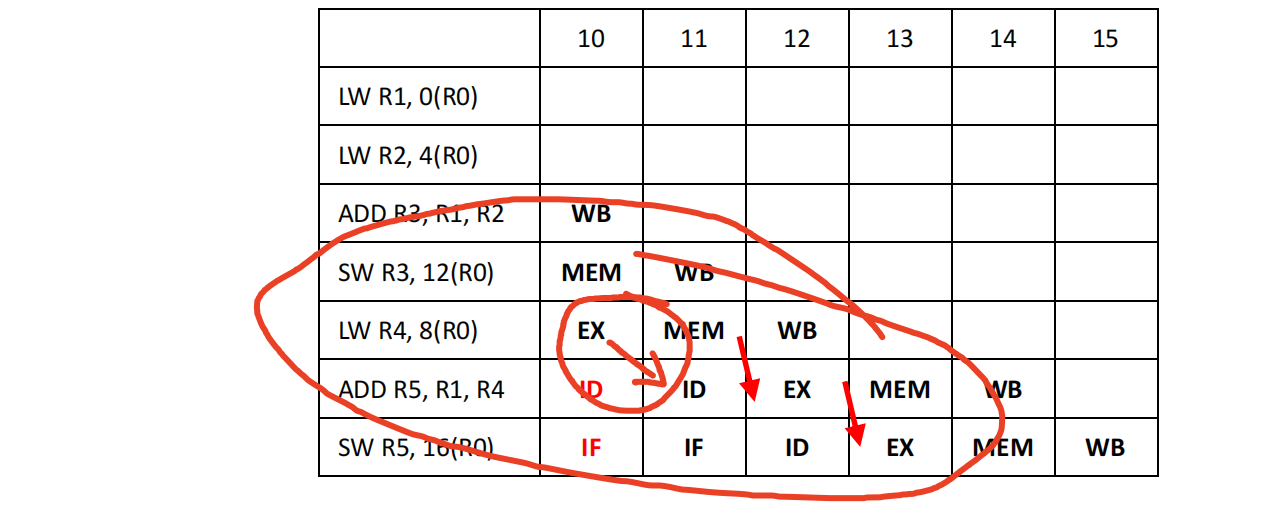 10 11 12 13 14 15
LW R1, 0(R0)
LW R2, 4(R0)
ADD R3, R1, R2 WB
SW R3, 12(R0) MEM WB
LW R4, 8(R0) EX MEM WB
ADD R5, R1, R4 ID ID EX MEM WB
SW R5, 16(R0) IF IF ID EX MEM WB